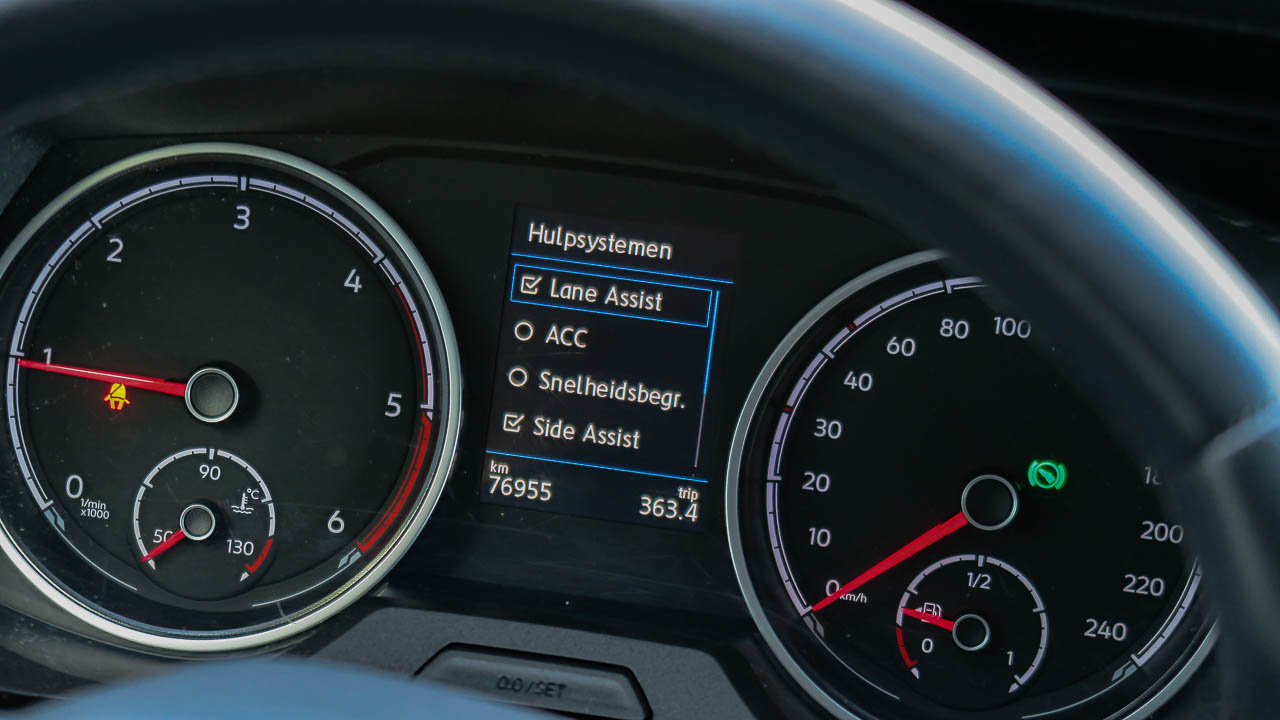 0
1
2
3
4
5
6
1/min
x1000
50
90
130
°C
Hulpsystemen
Lane Assist
ACC
Snelheidsbegr.
Side Assist
km
76955
trip
363.4
0
10
20
30
40
60
80
100
200
220
240
km/h
0
1/2
1
0.0/SET